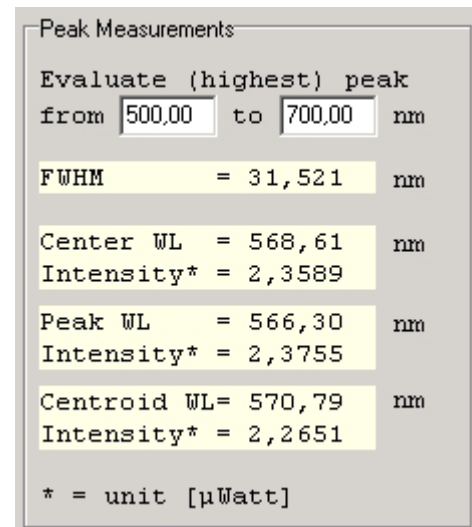 Peak Measurements
Evaluate (highest) peak
from 500,00 to 700,00 nm
FWHM = 31,521 nm
Center WL = 568,61 nm
Intensity* = 2,3589
Peak WL = 566,30 nm
Intensity* = 2,3755
Centroid WL= 570,79 nm
Intensity* = 2,2651
* = unit [µWatt]